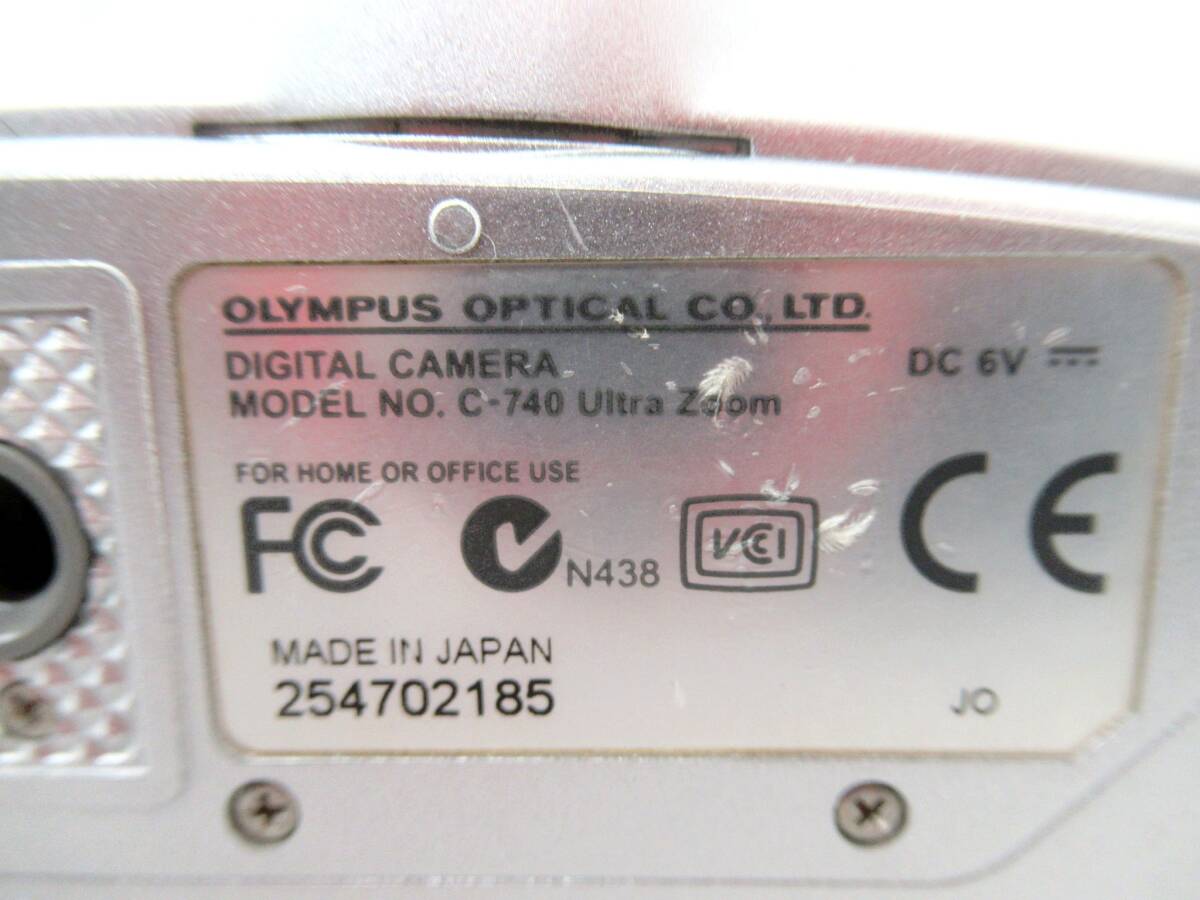 OLYMPUS OPTICAL CO., LTD.
DIGITAL CAMERA
DC 6V
MODEL NO. C-740 Ultra Zoom
FOR HOME OR OFFICE USE
FC
N438
VCI
CE
MADE IN JAPAN
254702185
JO